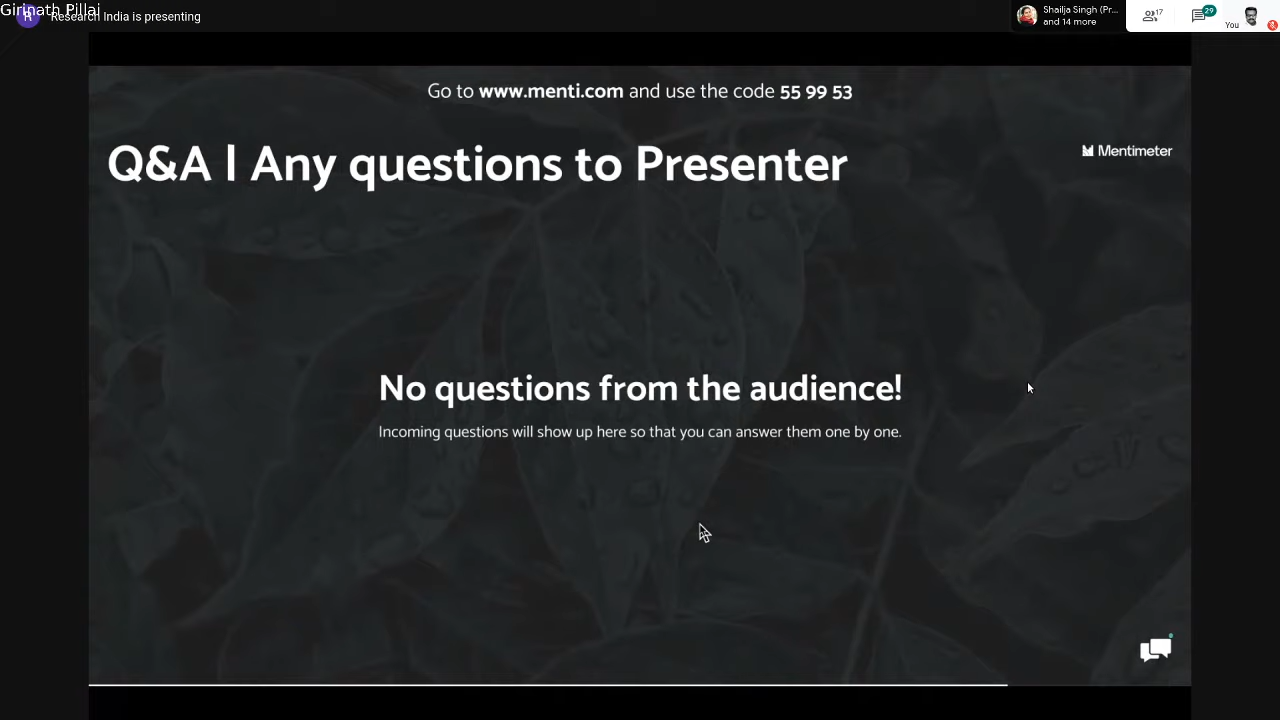 Girinath Pillai
R
Research India is presenting
Shailja Singh (Pr...
and 14 more
17
29
You
Go to www.menti.com and use the code 55 99 53
Q&A | Any questions to Presenter
Mentimeter
No questions from the audience!
Incoming questions will show up here so that you can answer them one by one.